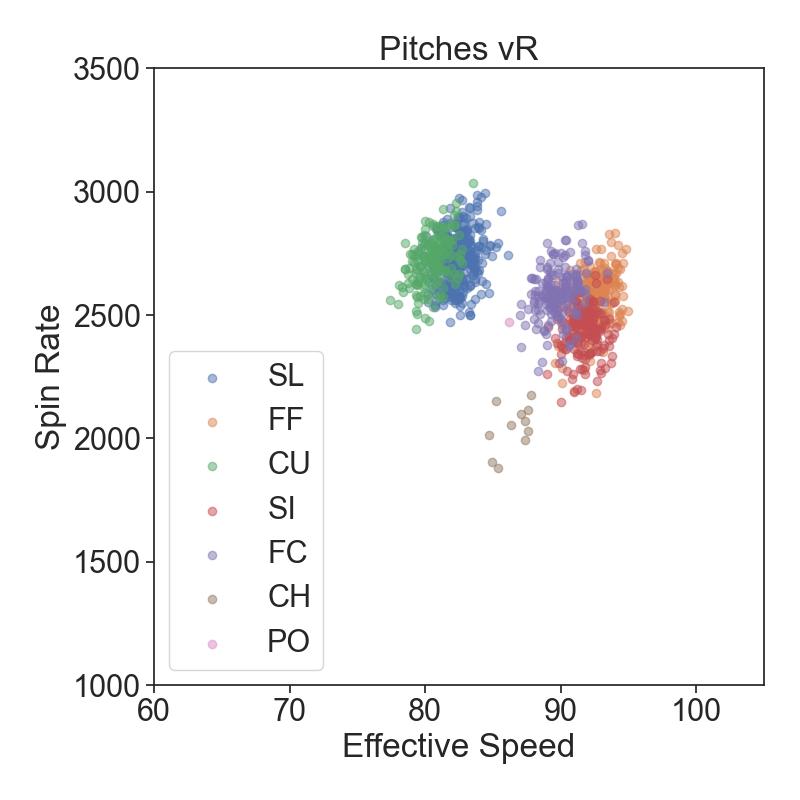 Pitches vR
3500
3000
2500
2000
1500
1000
Spin Rate
SL
FF
CU
SI
FC
CH
PO
60 70 80 90 100
Effective Speed